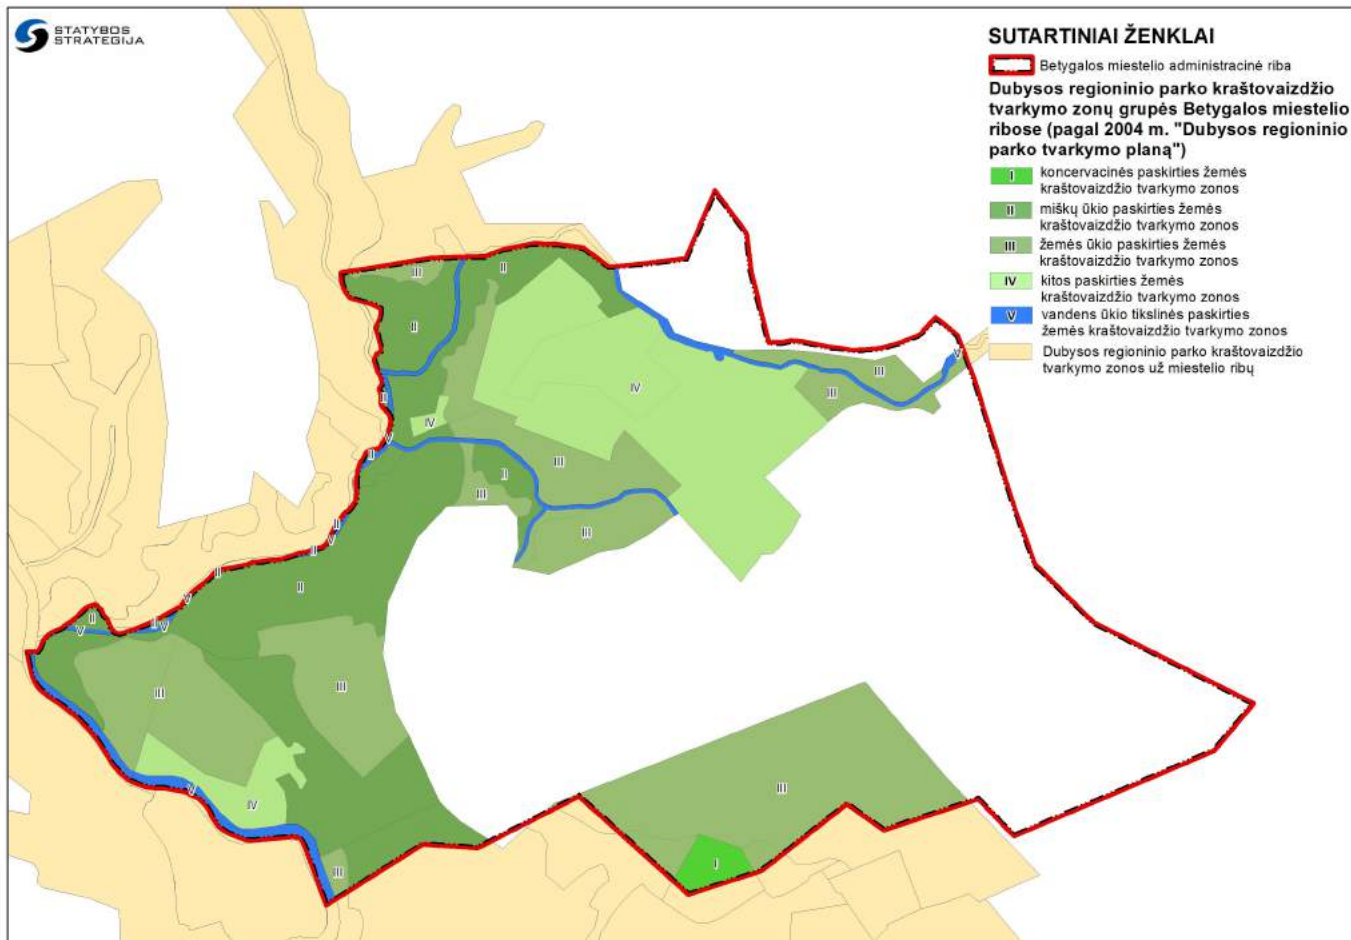 STATYBOS
STRATEGIJA
SUTARTINIAI ŽENKLAI
Betygalos miestelio administracinė riba
Dubysos regioninio parko kraštovaizdžio
tvarkymo zonų grupės Betygalos miestelio
ribose (pagal 2004 m. "Dubysos regioninio
parko tvarkymo planą")
I koncervacinės paskirties žemės
kraštovaizdžio tvarkymo zonos
II miškų ūkio paskirties žemės
kraštovaizdžio tvarkymo zonos
III žemės ūkio paskirties žemės
kraštovaizdžio tvarkymo zonos
IV kitos paskirties žemės
kraštovaizdžio tvarkymo zonos
V vandens ūkio tikslinės paskirties
žemės kraštovaizdžio tvarkymo zonos
Dubysos regioninio parko kraštovaizdžio
tvarkymo zonos už miestelio ribų
III
II
II
V
III
IV
III
II
IV
V
II
III
II
III
III
II
V
II
II
II
V
II
V
II
V
III
III
V
IV
III
III
I